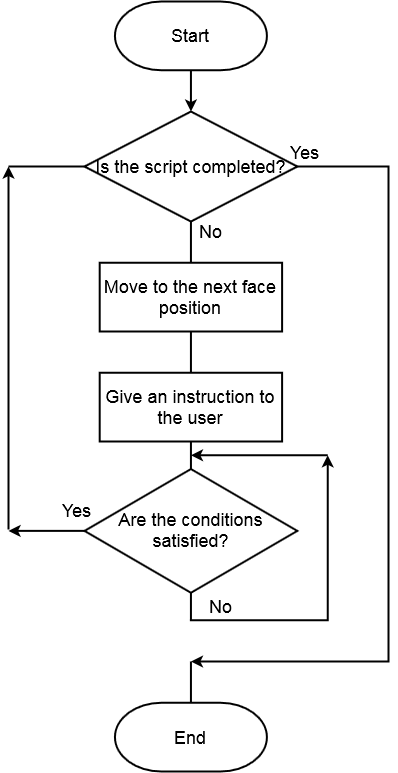 Start
Is the script completed?
Yes
No
Move to the next face
position
Give an instruction to
the user
Yes
Are the conditions
satisfied?
No
End